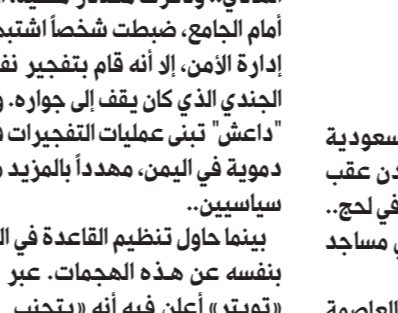 أمام الجامع، ضبطت شخصاً اشتبه
إدارة الأمن، إلا أنه قام بتفجير نف
الجندي الذي كان يقف إلى جواره. و
"داعش" تبنى عمليات التفجيرات
دموية في اليمن، مهدداً بالمزيد
سياسيين..
بينما حاول تنظيم القاعدة في ال
بنفسه عن هذه الهجمات. عبر
«تويتر» أعلن فيه أنه «يتجنب
سعودية
دن عقب
في لحج..
مساجد
العاصمة